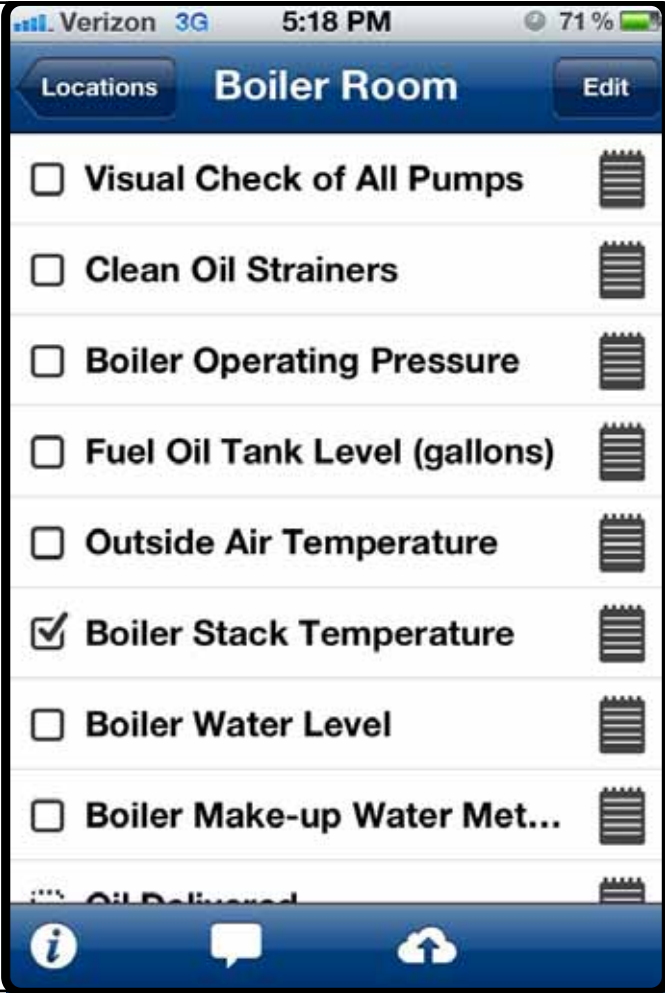 Verizon 3G 5:18 PM 71%
Locations Boiler Room Edit
Visual Check of All Pumps
Clean Oil Strainers
Boiler Operating Pressure
Fuel Oil Tank Level (gallons)
Outside Air Temperature
Boiler Stack Temperature
Boiler Water Level
Boiler Make-up Water Met...
Oil Delivered
i